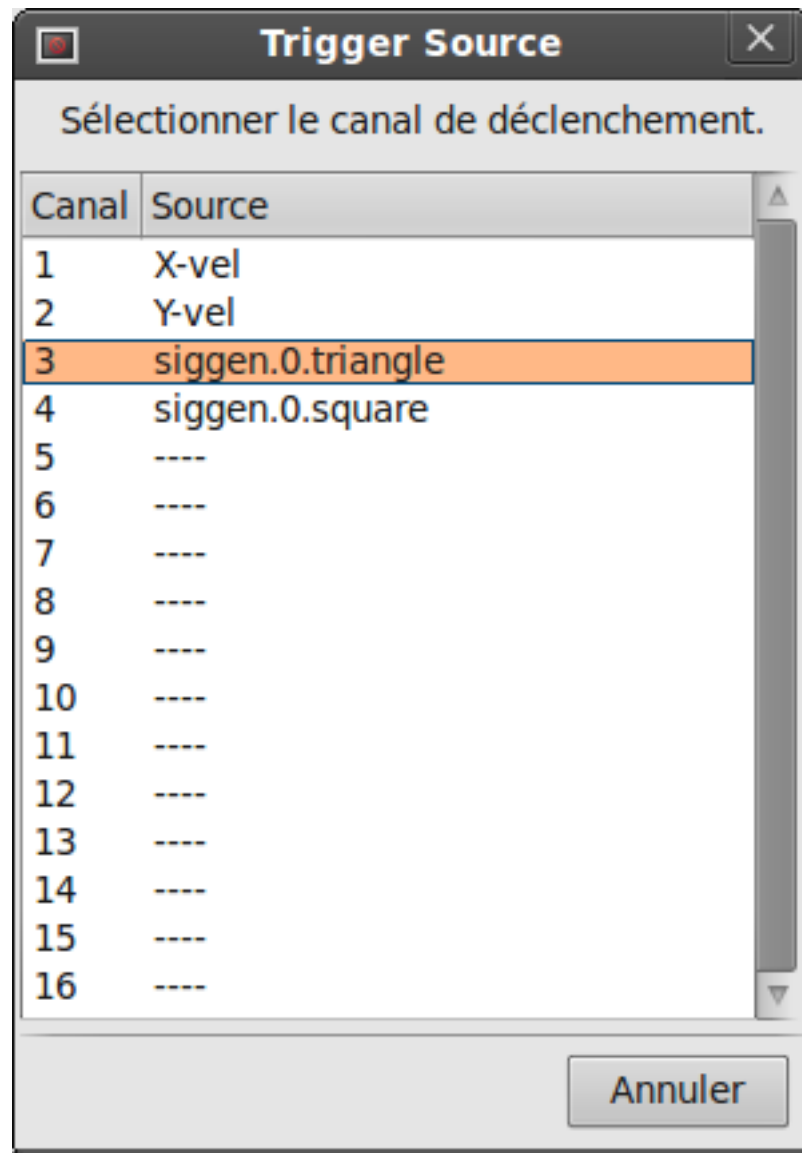 Trigger Source
Sélectionner le canal de déclenchement.
Canal Source
1 X-vel
2 Y-vel
3 siggen.0.triangle
4 siggen.0.square
5 ----
6 ----
7 ----
8 ----
9 ----
10 ----
11 ----
12 ----
13 ----
14 ----
15 ----
16 ----
Annuler